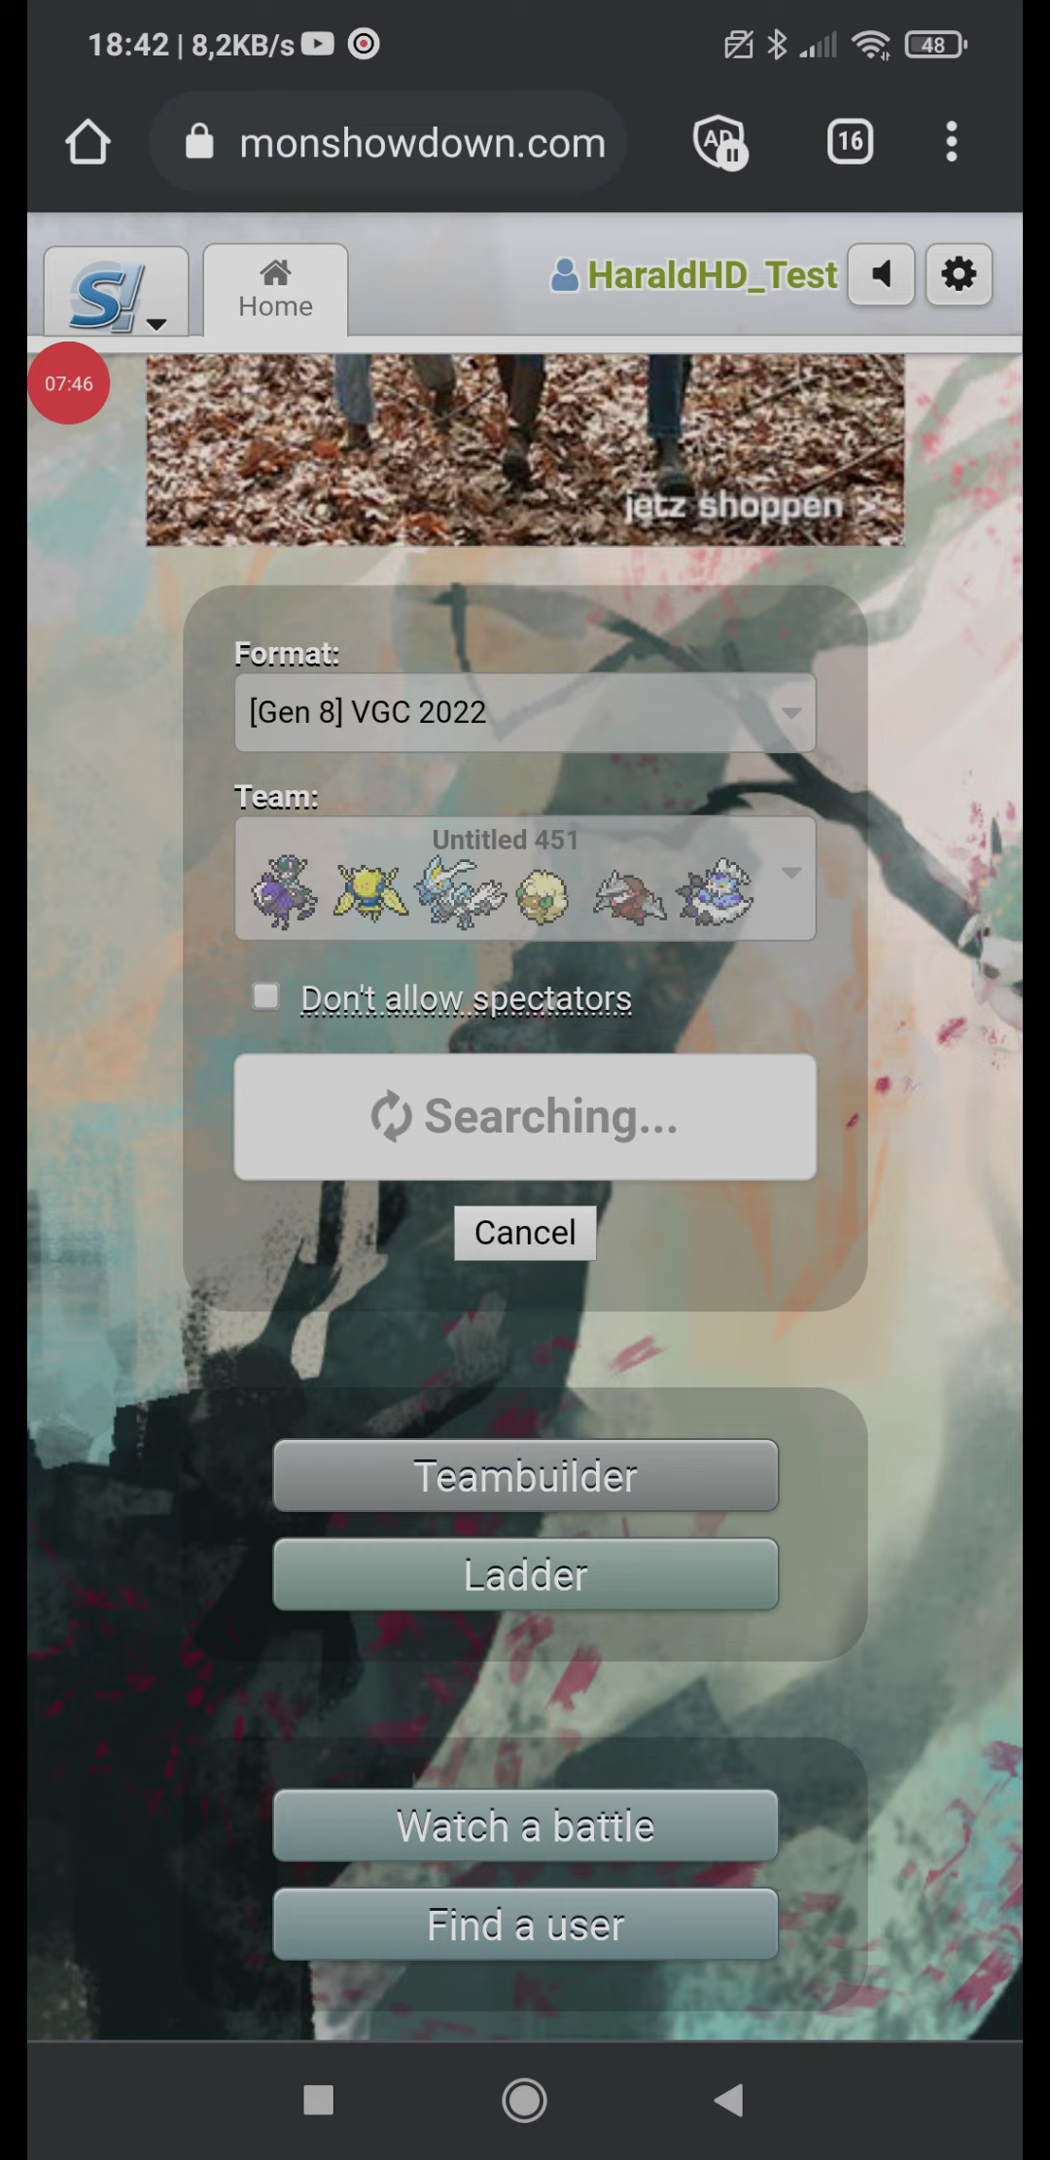 18:42 | 8,2KB/s
48
monshowdown.com
AD
16
S!
Home
HaraldHD_Test
07:46
jetz shoppen >
Format:
[Gen 8] VGC 2022
Team:
Untitled 451
Don't allow spectators
Searching...
Cancel
Teambuilder
Ladder
Watch a battle
Find a user